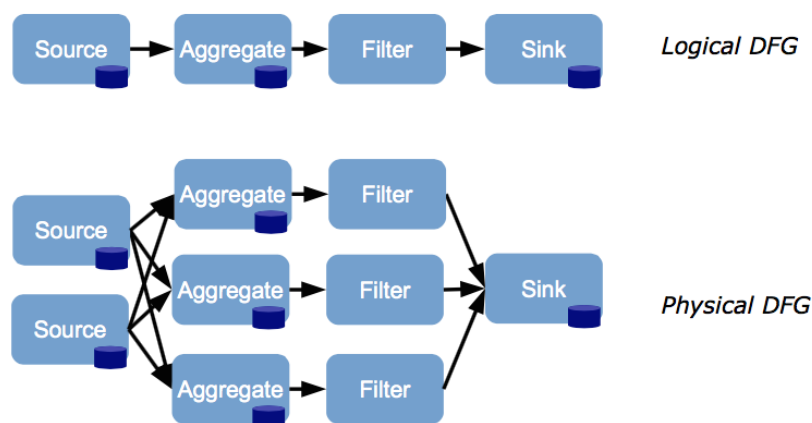 Source Aggregate Filter Sink Logical DFG
Aggregate Filter
Source
Aggregate Filter Sink
Source Physical DFG
Aggregate Filter